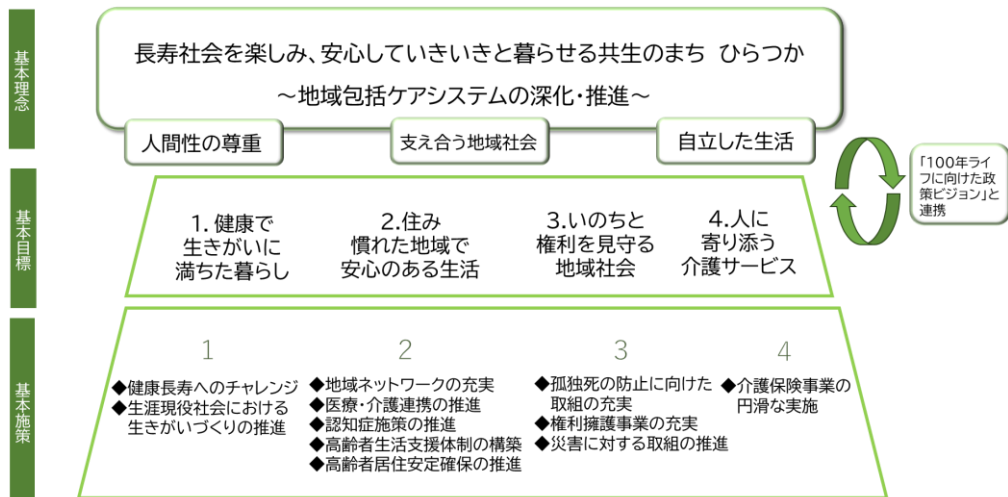 基本理念
長寿社会を楽しみ、安心していきいきと暮らせる共生のまち ひらつか
～地域包括ケアシステムの深化・推進～
人間性の尊重
支え合う地域社会
自立した生活
「100年ライ
フに向けた政
策ビジョン」と
連携
基本目標
1.健康で
生きがいに
満ちた暮らし
2.住み
慣れた地域で
安心のある生活
3.いのちと
権利を見守る
地域社会
4.人に
寄り添う
介護サービス
基本施策
1
◆健康長寿へのチャレンジ
◆生涯現役社会における
生きがいづくりの推進
2
◆地域ネットワークの充実
◆医療・介護連携の推進
◆認知症施策の推進
◆高齢者生活支援体制の構築
◆高齢者居住安定確保の推進
3
◆孤独死の防止に向けた
取組の充実
◆権利擁護事業の充実
◆災害に対する取組の推進
4
◆介護保険事業の
円滑な実施